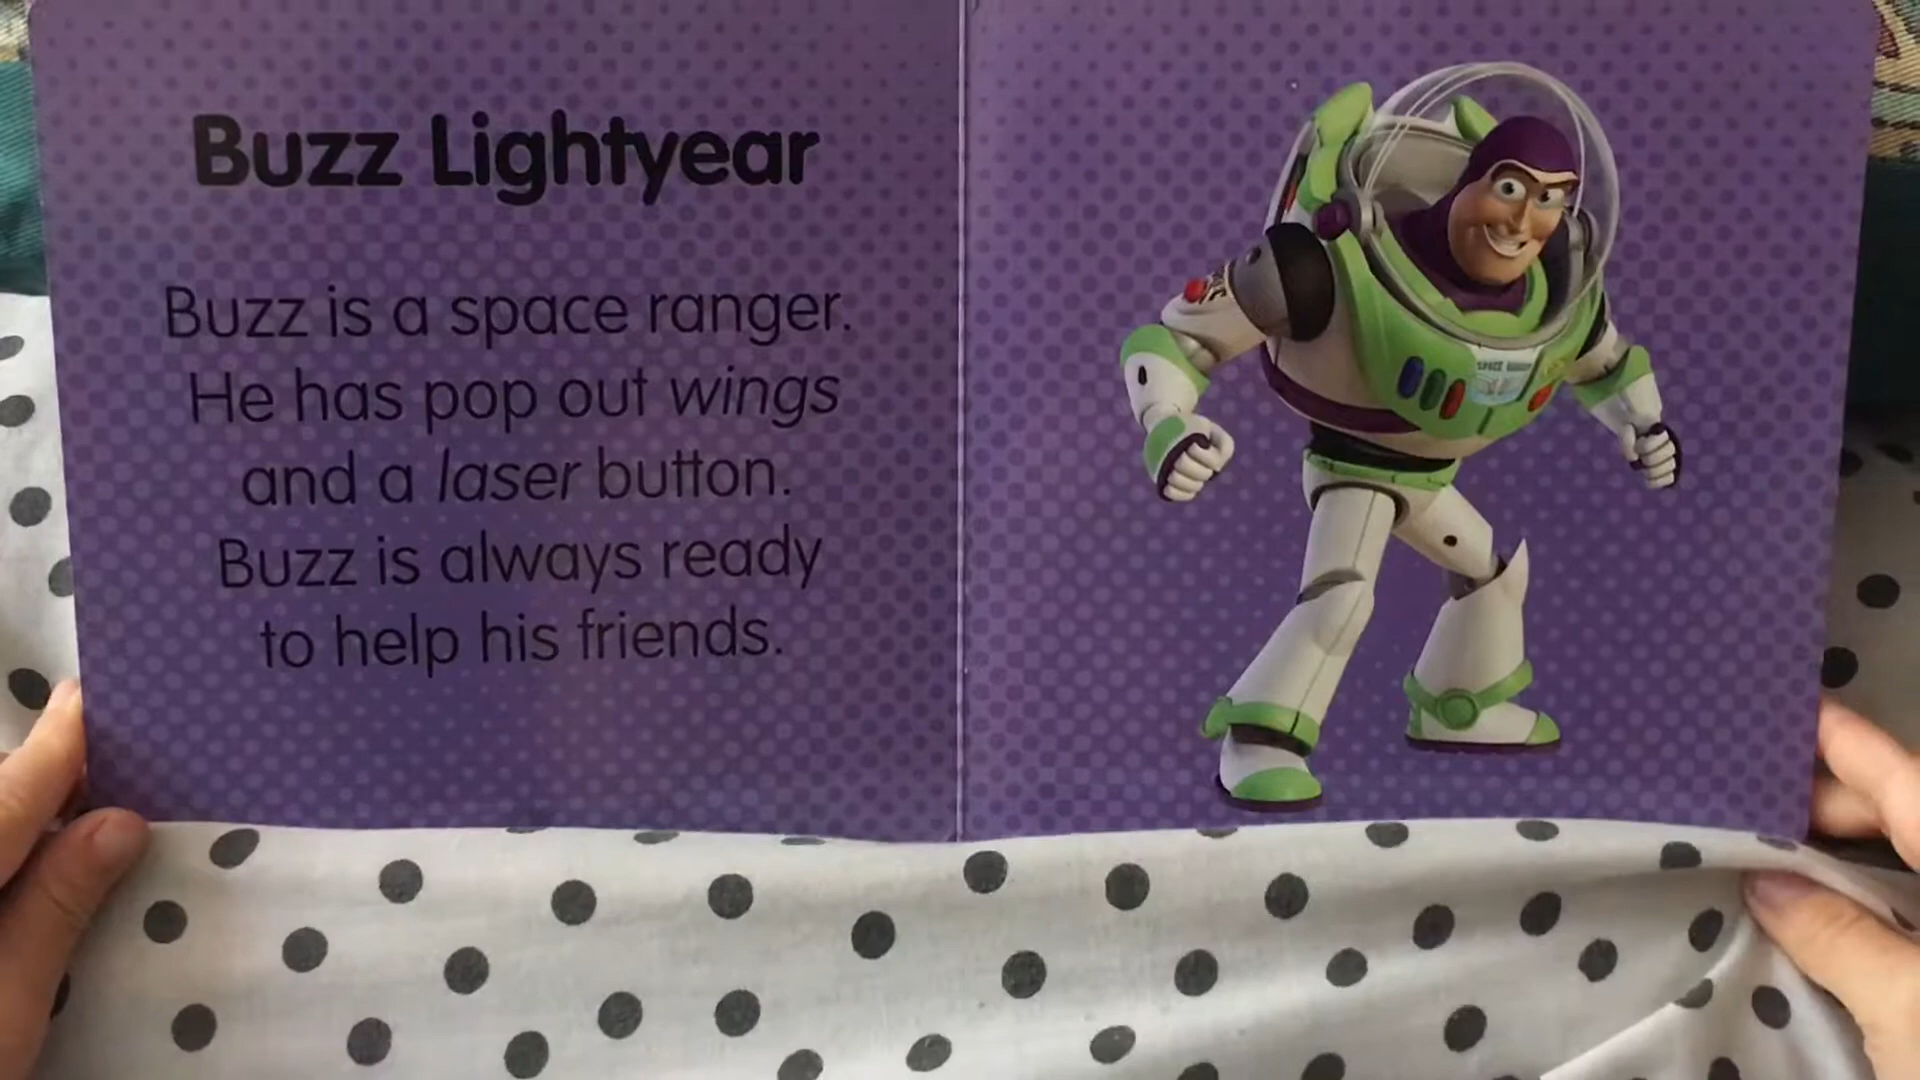 Buzz Lightyear
Buzz is a space ranger.
He has pop out wings
and a laser button.
Buzz is always ready
to help his friends.
SPACE